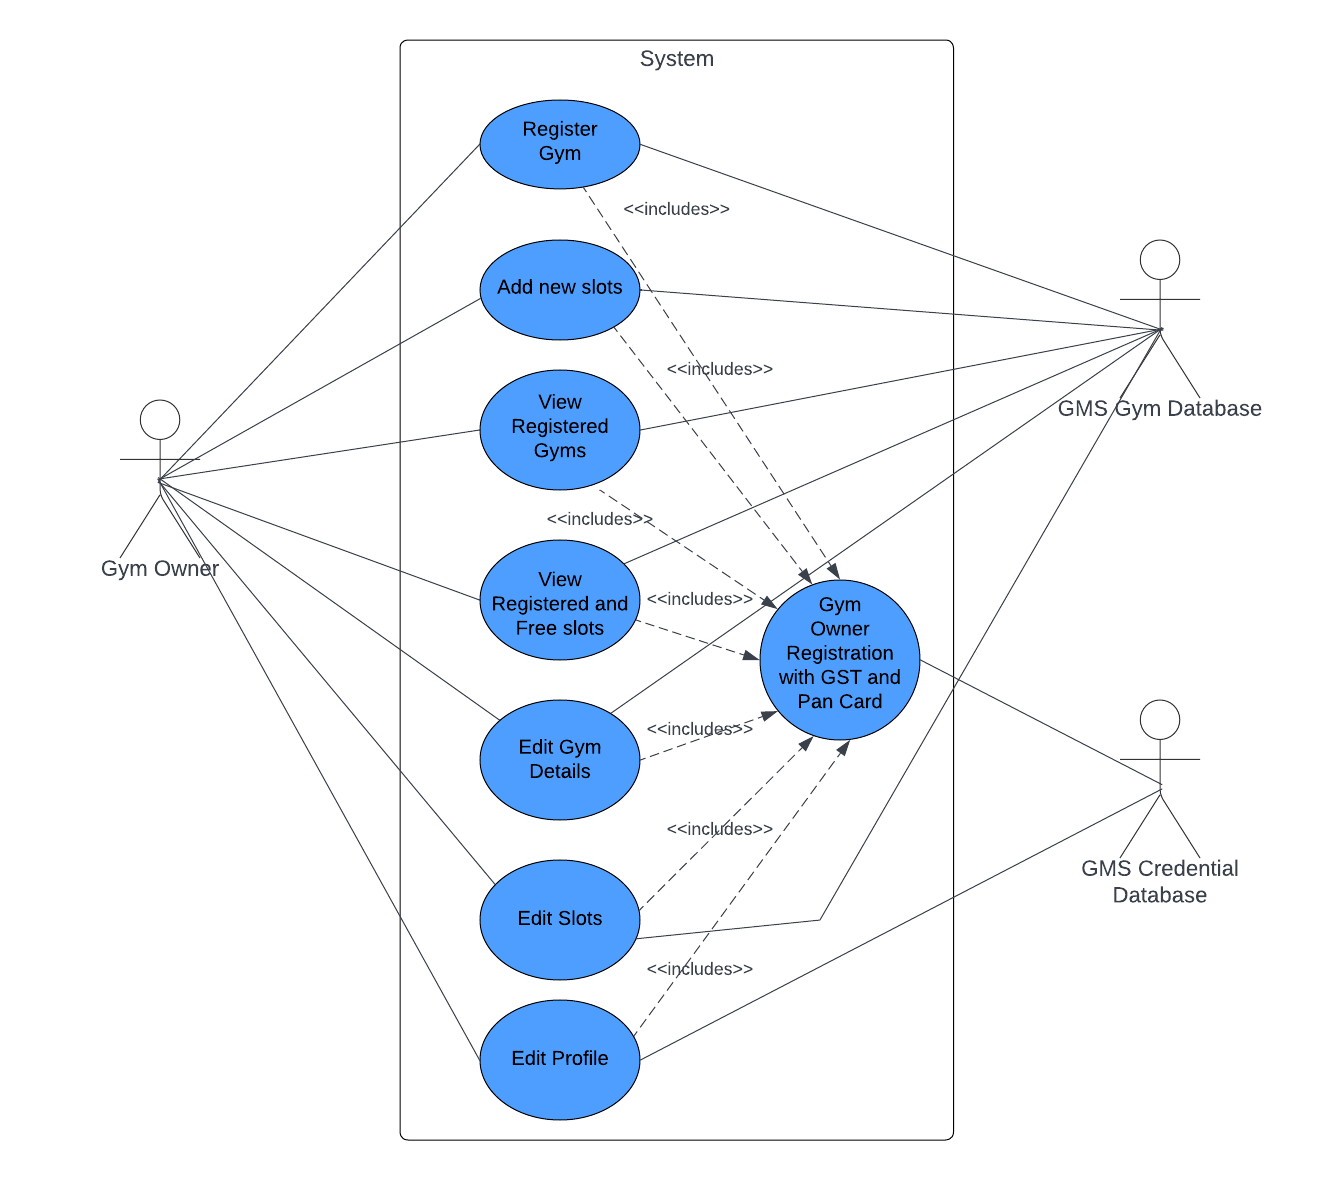 System
Register
Gym
<<includes>>
Add new slots
<<includes>>
View
Registered
Gyms
GMS Gym Database
<<includes>>
Gym Owner
View
Registered and
Free slots
<<includes>>
Gym
Owner
Registration
with GST and
Pan Card
<<includes>>
Edit Gym
Details
<<includes>>
GMS Credential
Database
Edit Slots
<<includes>>
Edit Profile